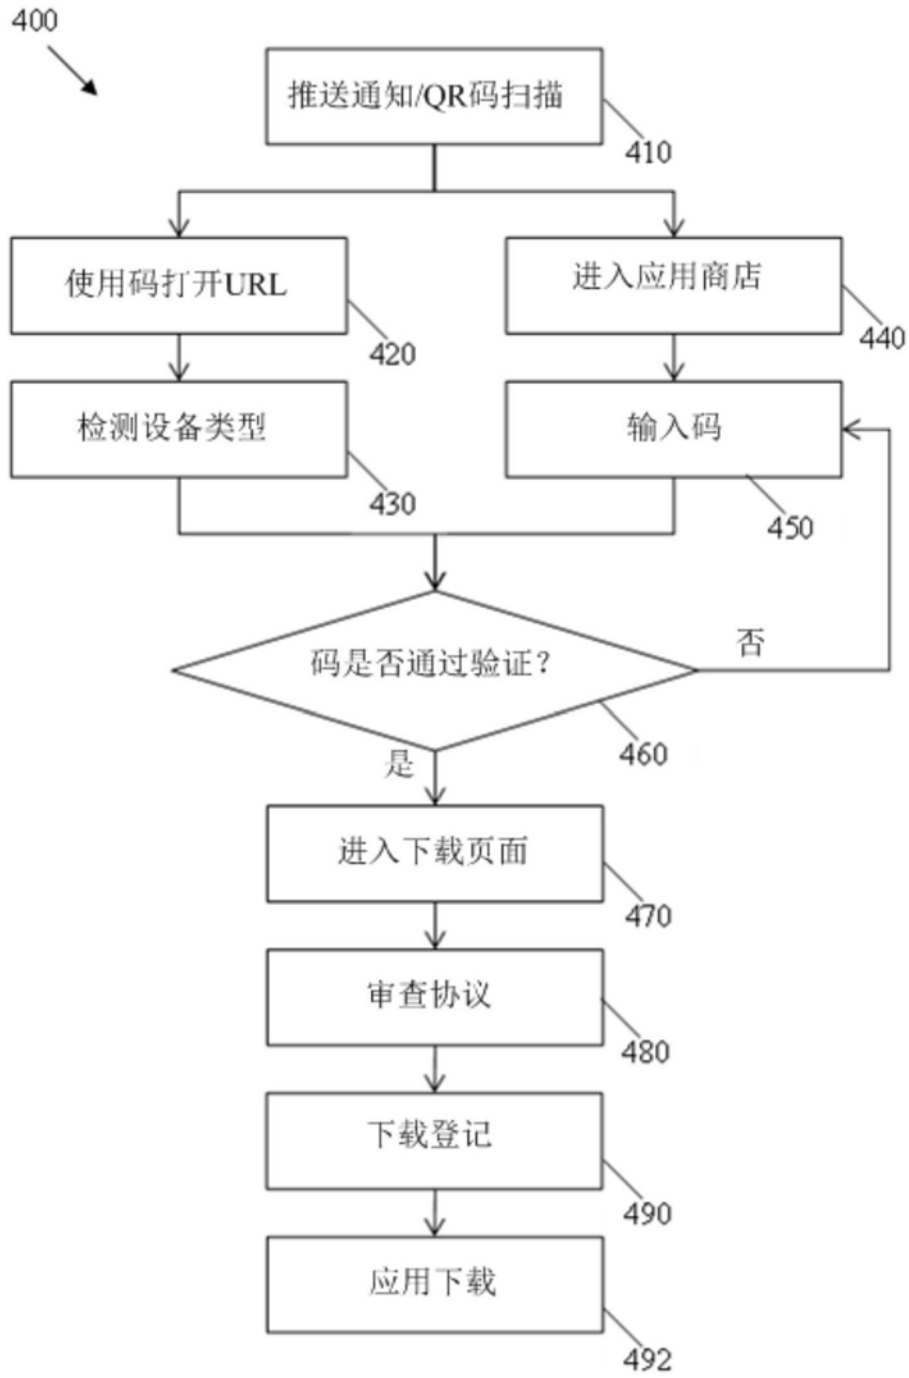 400
推送通知/QR码扫描
410
使用码打开URL
进入应用商店
420
440
检测设备类型
输入码
430
450
码是否通过验证？
否
460
是
进入下载页面
470
审查协议
480
下载登记
490
应用下载
492